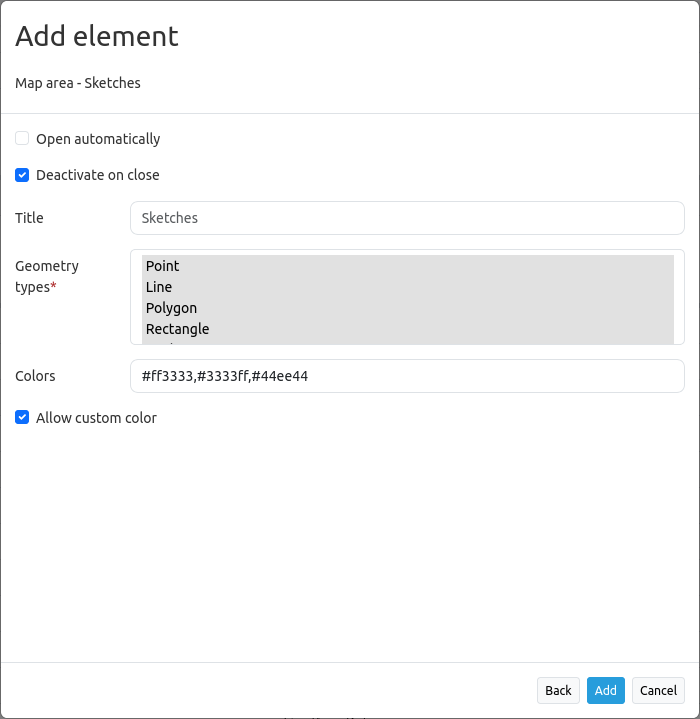 Add element
Map area - Sketches
Open automatically
Deactivate on close
Title
Sketches
Geometry
types*
Point
Line
Polygon
Rectangle
Colors
#ff3333,#3333ff,#44ee44
Allow custom color
Back
Add
Cancel